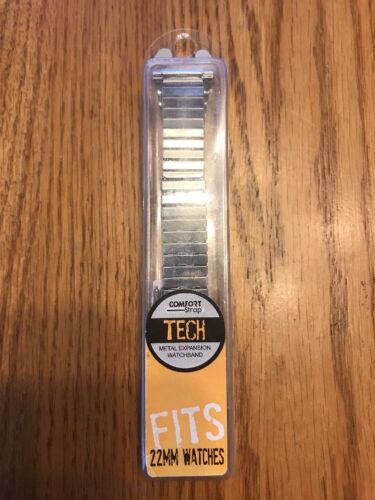 COMFORT
Strap
TECH
METAL EXPANSION
WATCHBAND
FITS
22MM WATCHES